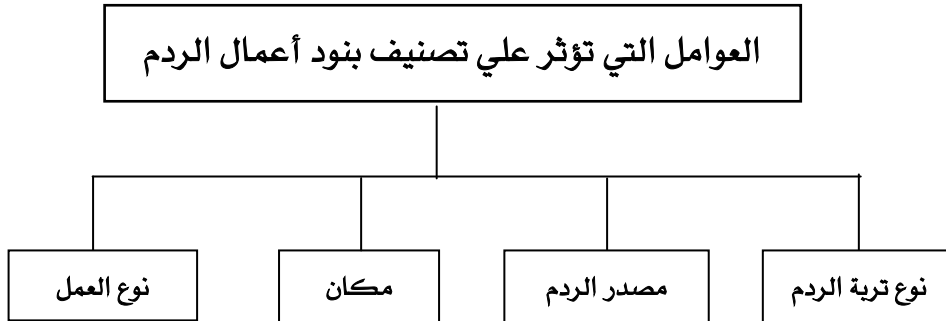 العوامل التي تؤثر علي تصنيف بنود أعمال الردم
نوع تربة الردم
مصدر الردم
مكان
نوع العمل